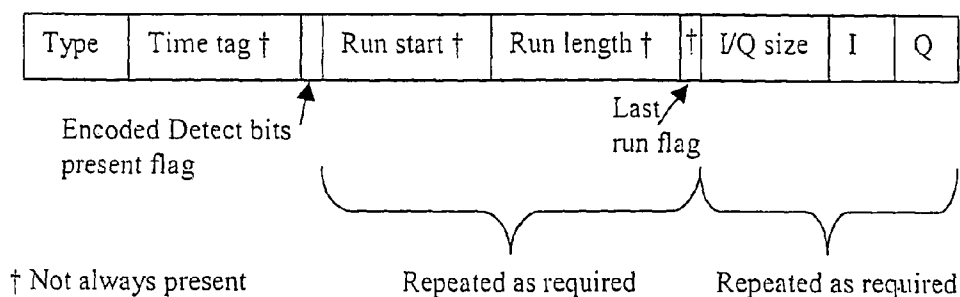 Type Time tag † Run start † Run length † † I/Q size I Q
Encoded Detect bits
present flag
Last
run flag
† Not always present
Repeated as required
Repeated as required